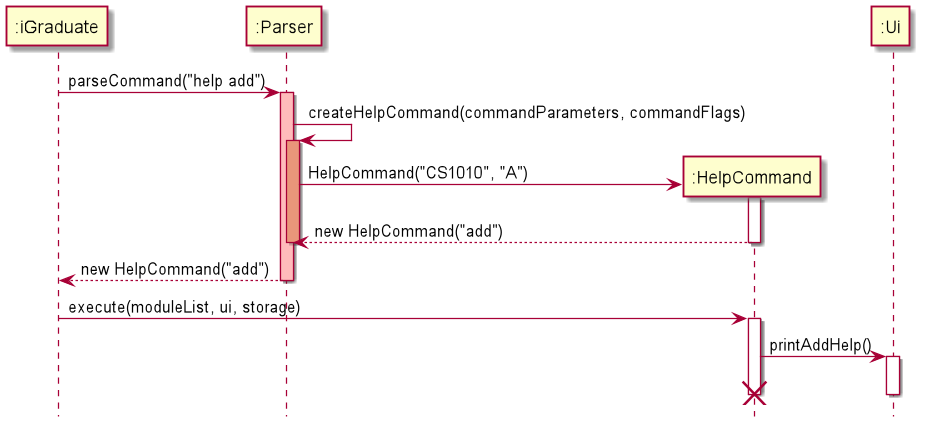 :iGraduate
:Parser
:Ui
parseCommand("help add")
createHelpCommand(commandParameters, commandFlags)
HelpCommand("CS1010", "A")
:HelpCommand
new HelpCommand("add")
new HelpCommand("add")
execute(moduleList, ui, storage)
printAddHelp()